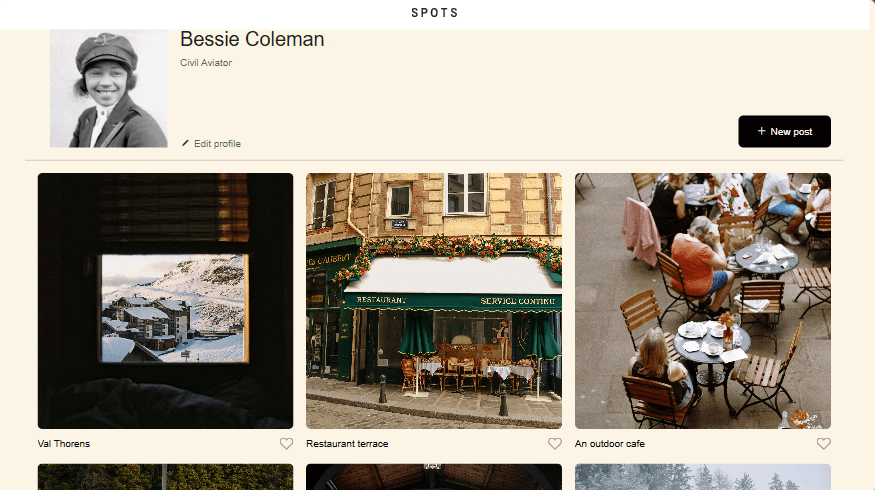 SPOTS
Bessie Coleman
Civil Aviator
Edit profile
New post
RESTAURANT
SERVICE CONTINU
Val Thorens
Restaurant terrace
An outdoor cafe